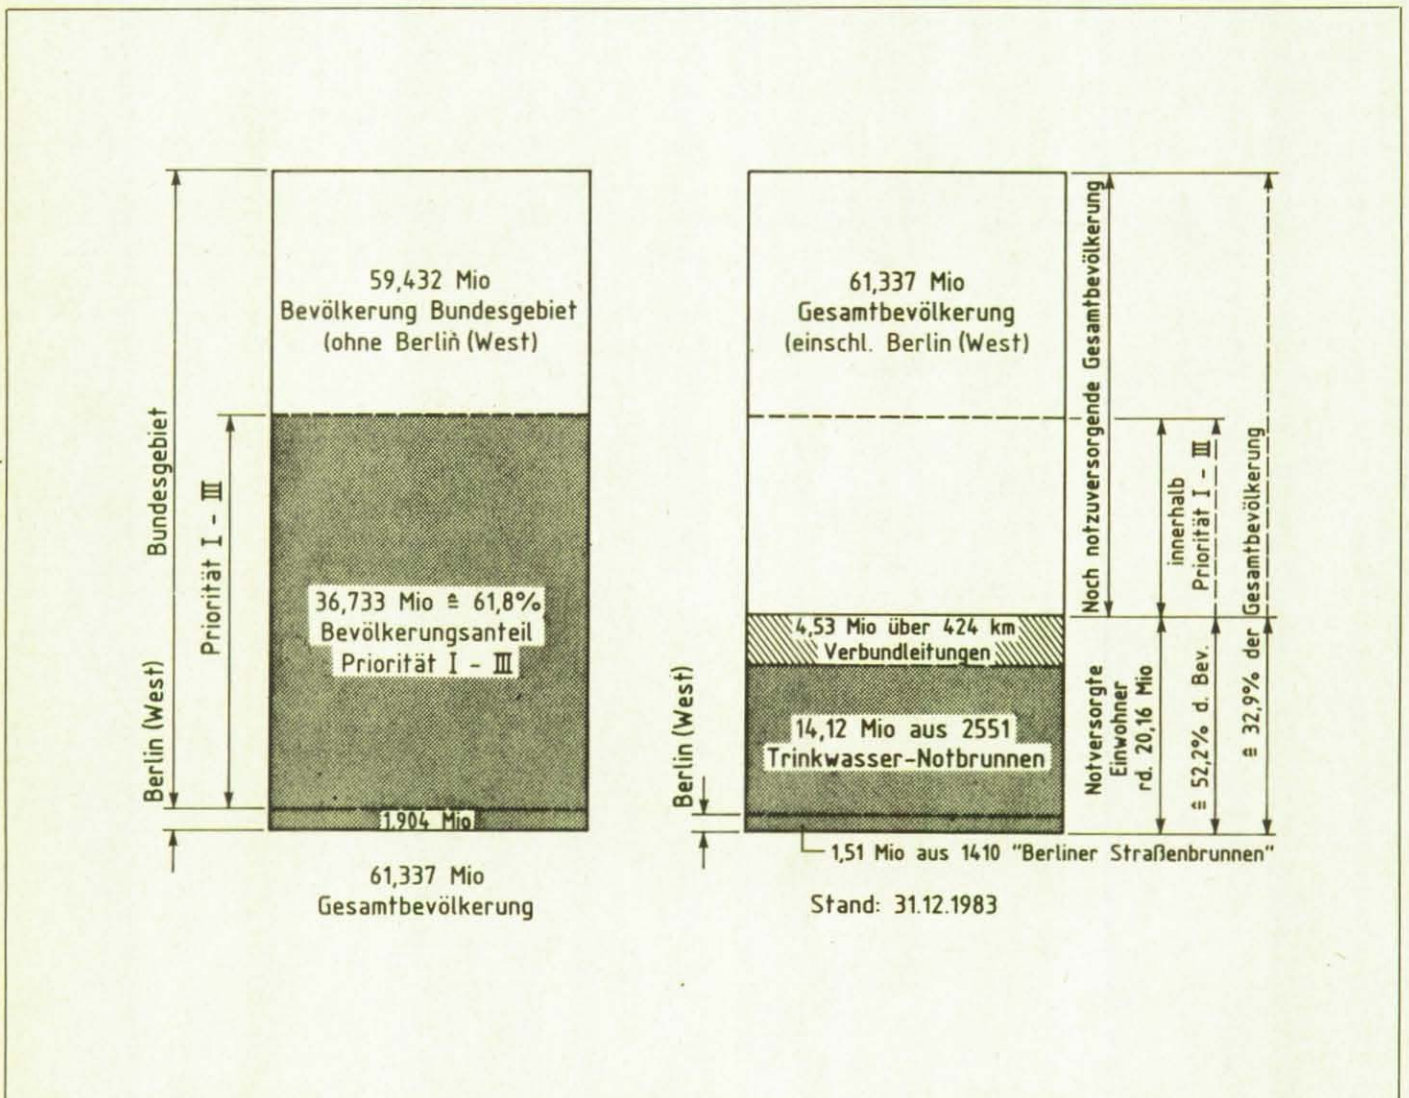 59,432 Mio
Bevölkerung Bundesgebiet
(ohne Berlin (West)
Bundesgebiet
Priorität I - III
Berlin (West)
36,733 Mio ≙ 61,8%
Bevölkerungsanteil
Priorität I - III
1,904 Mio
61,337 Mio
Gesamtbevölkerung
61,337 Mio
Gesamtbevölkerung
(einschl. Berlin (West)
4,53 Mio über 424 km
Verbundleitungen
14,12 Mio aus 2551
Trinkwasser-Notbrunnen
Berlin (West)
1,51 Mio aus 1410 "Berliner Straßenbrunnen"
Stand: 31.12.1983
Noch notzuversorgende Gesamtbevölkerung
innerhalb
Priorität I - III
Notversorgte
Einwohner
rd. 20,16 Mio
≙ 52,2% d. Bev.
≙ 32,9% der Gesamtbevölkerung